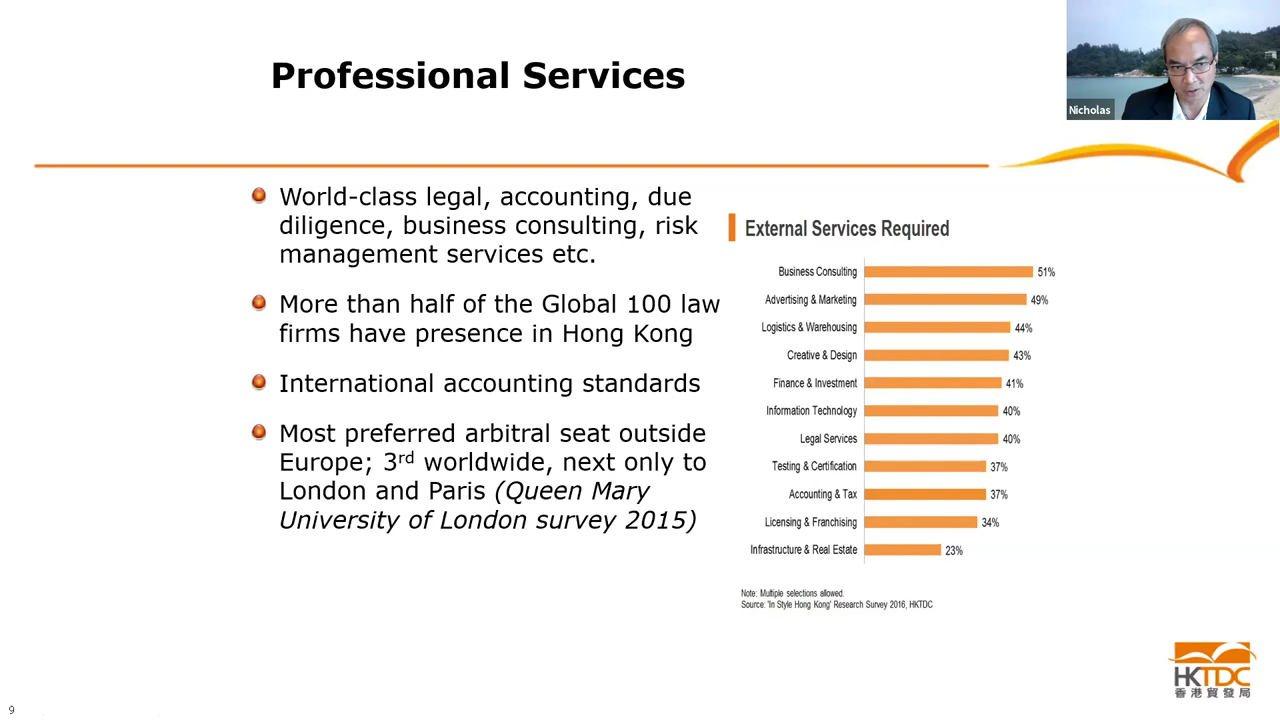 Professional Services
Nicholas
World-class legal, accounting, due
diligence, business consulting, risk
management services etc.
More than half of the Global 100 law
firms have presence in Hong Kong
International accounting standards
Most preferred arbitral seat outside
Europe; 3rd worldwide, next only to
London and Paris (Queen Mary
University of London survey 2015)
External Services Required
Business Consulting 51%
Advertising & Marketing 49%
Logistics & Warehousing 44%
Creative & Design 43%
Finance & Investment 41%
Information Technology 40%
Legal Services 40%
Testing & Certification 37%
Accounting & Tax 37%
Licensing & Franchising 34%
Infrastructure & Real Estate 23%
Note: Multiple selections allowed.
Source: 'In Style Hong Kong' Research Survey 2016, HKTDC
HKTDC
香港貿發局
9